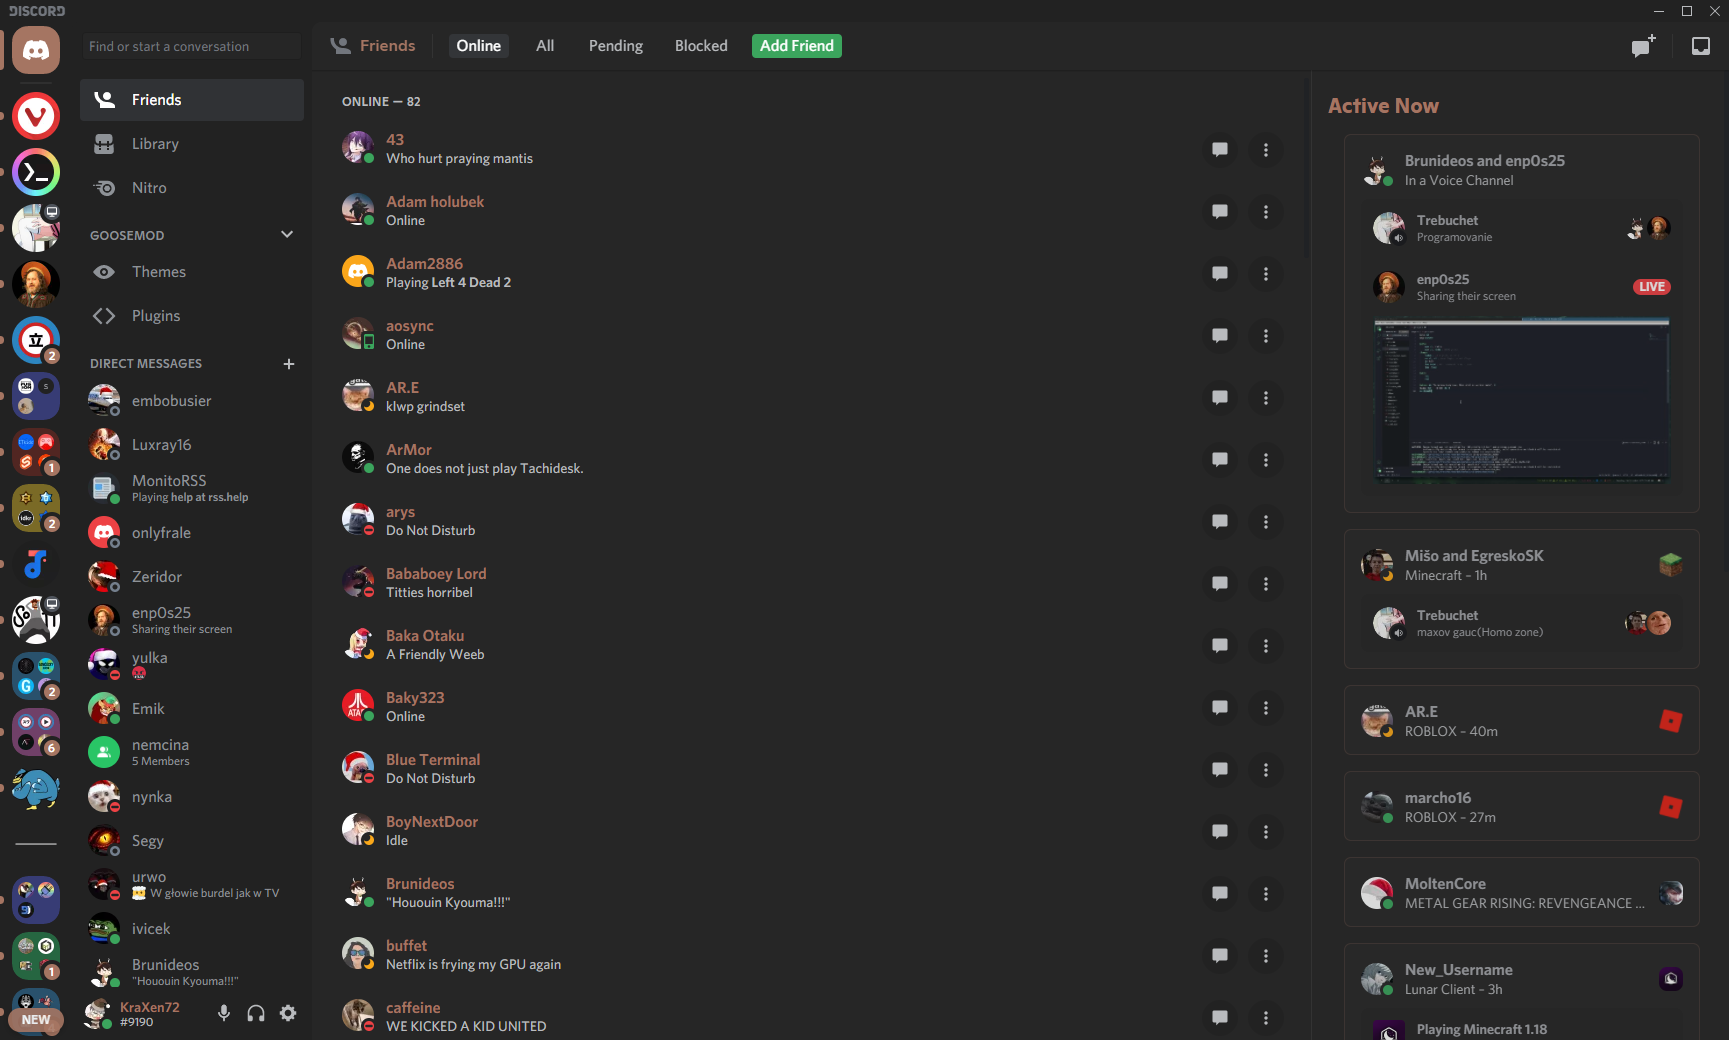 DISCORD
Find or start a conversation
Friends
Online
All
Pending
Blocked
Add Friend
Friends
Library
Nitro
GOOSEMOD
Themes
Plugins
DIRECT MESSAGES
embobusier
Luxray16
MonitoRSS
Playing help at rss.help
onlyfrale
Zeridor
enp0s25
Sharing their screen
yulka
Emik
nemcina
5 Members
nynka
Segy
urwo
W głowie burdel jak w TV
ivicek
Brunideos
"Hououin Kyouma!!!"
KraXen72
#9190
2
1
2
2
6
1
NEW
ONLINE — 82
43
Who hurt praying mantis
Adam holubek
Online
Adam2886
Playing Left 4 Dead 2
aosync
Online
AR.E
klwp grindset
ArMor
One does not just play Tachidesk.
arys
Do Not Disturb
Bababoey Lord
Titties horribel
Baka Otaku
A Friendly Weeb
Baky323
Online
Blue Terminal
Do Not Disturb
BoyNextDoor
Idle
Brunideos
"Hououin Kyouma!!!"
buffet
Netflix is frying my GPU again
caffeine
WE KICKED A KID UNITED
Active Now
Brunideos and enp0s25
In a Voice Channel
Trebuchet
Programovanie
enp0s25
Sharing their screen
LIVE
Mišo and EgreskoSK
Minecraft – 1h
Trebuchet
maxov gauc(Homo zone)
AR.E
ROBLOX – 40m
marcho16
ROBLOX – 27m
MoltenCore
METAL GEAR RISING: REVENGEANCE ...
New_Username
Lunar Client – 3h
Playing Minecraft 1.18